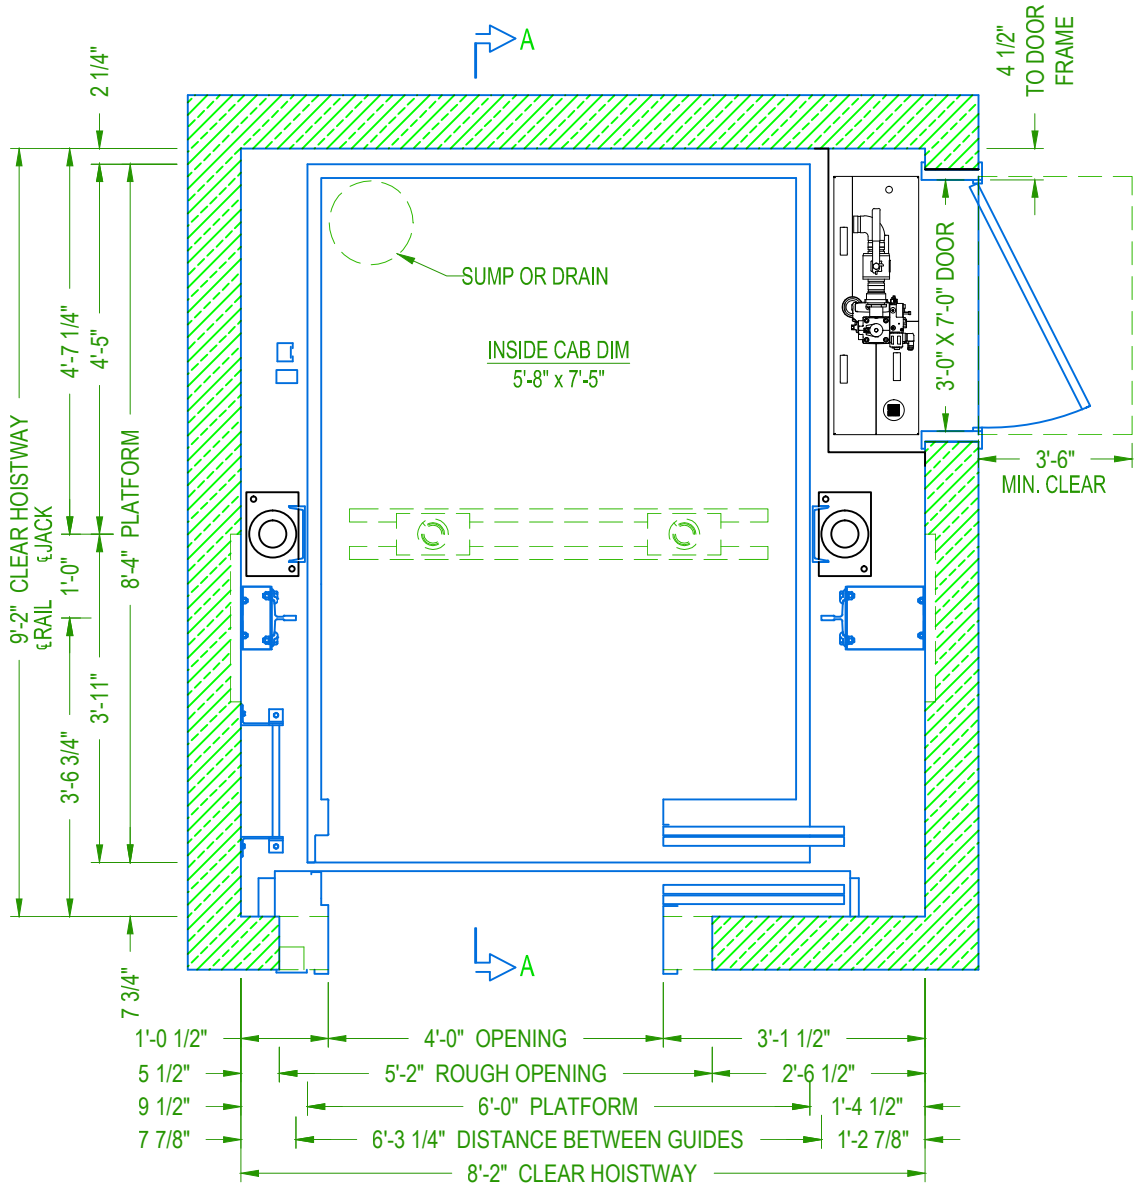 A
4 1/2"
TO DOOR
FRAME
2 1/4"
SUMP OR DRAIN
INSIDE CAB DIM
5'-8" x 7'-5"
3'-0" X 7'-0" DOOR
3'-6"
MIN. CLEAR
9'-2" CLEAR HOISTWAY
4'-7 1/4"
4'-5"
8'-4" PLATFORM
℄JACK
1'-0"
℄RAIL
3'-11"
3'-6 3/4"
7 3/4"
A
1'-0 1/2"
4'-0" OPENING
3'-1 1/2"
5 1/2"
5'-2" ROUGH OPENING
2'-6 1/2"
9 1/2"
6'-0" PLATFORM
1'-4 1/2"
7 7/8"
6'-3 1/4" DISTANCE BETWEEN GUIDES
1'-2 7/8"
8'-2" CLEAR HOISTWAY